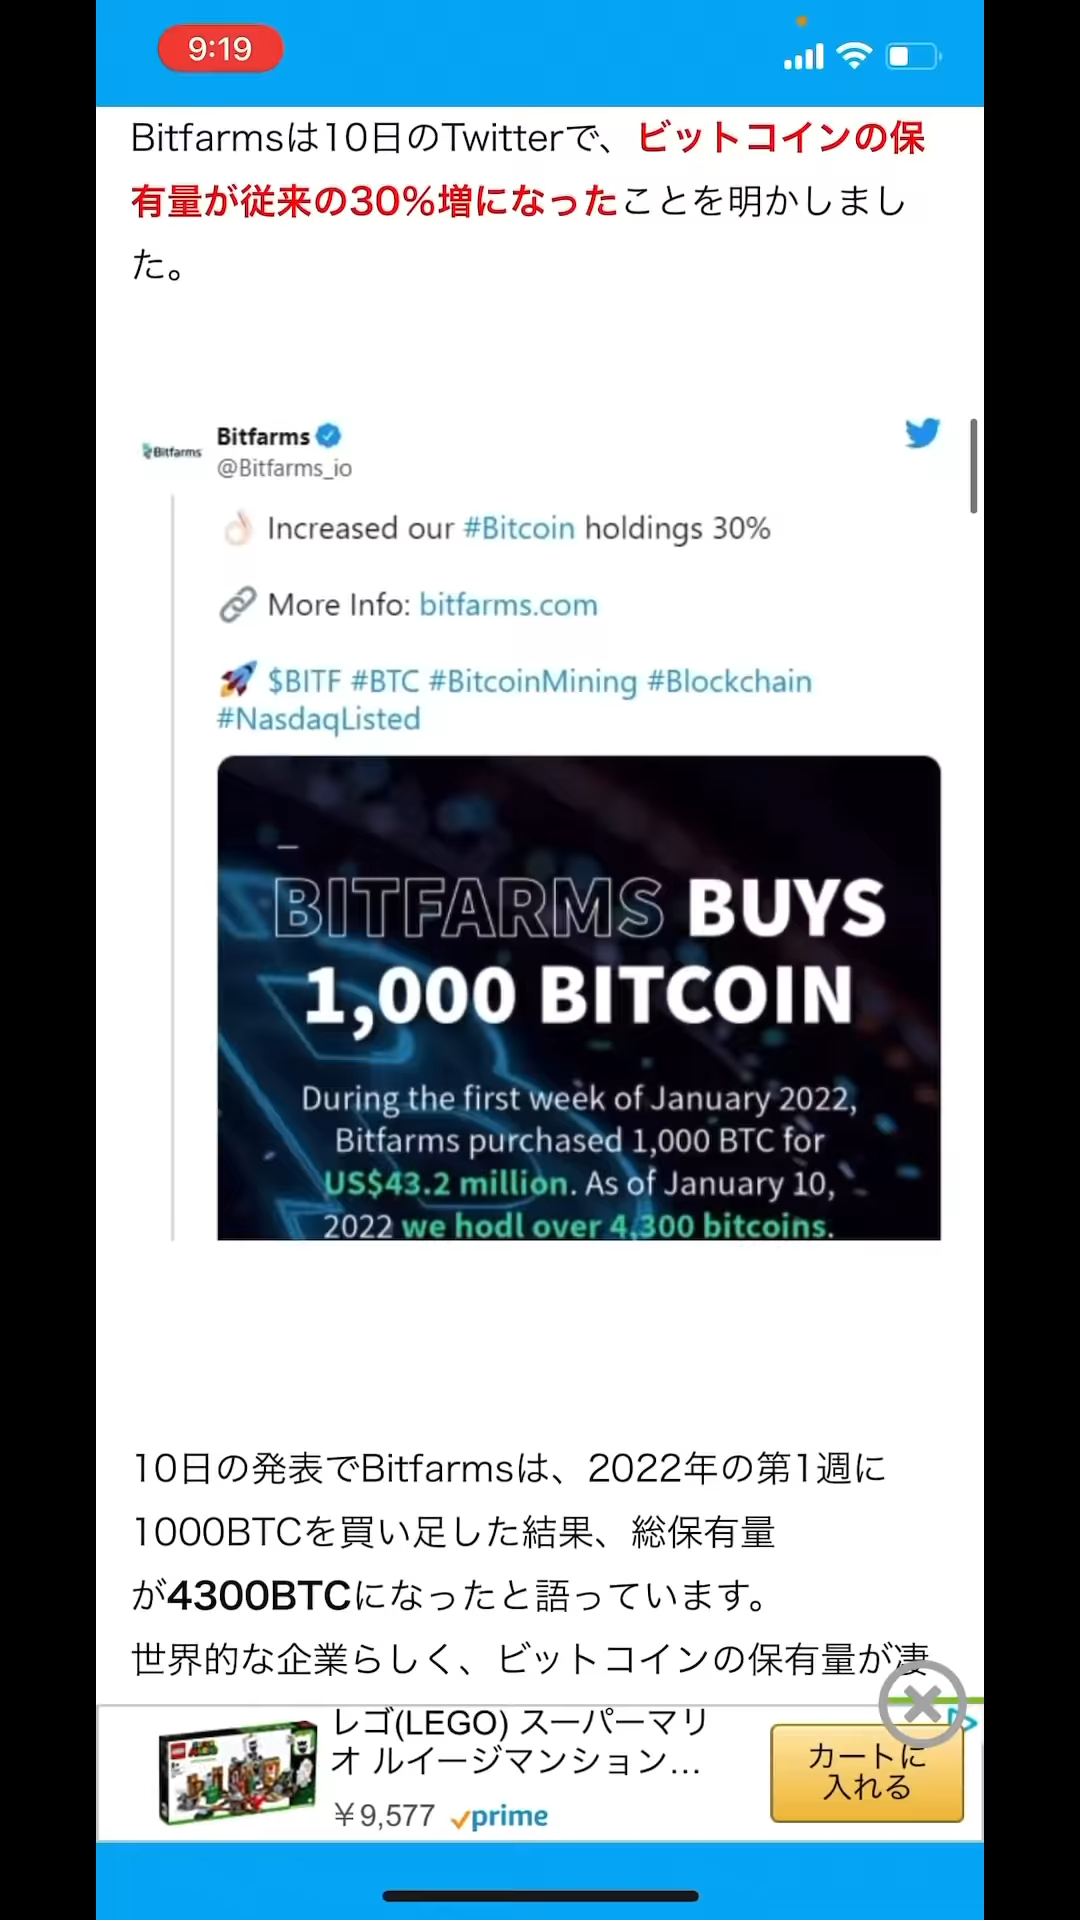 9:19
Bitfarmsは10日のTwitterで、ビットコインの保
有量が従来の30%増になったことを明かしまし
た。
Bitfarms
Bitfarms
@Bitfarms_io
👌🏻 Increased our #Bitcoin holdings 30%
🔗 More Info: bitfarms.com
🚀 $BITF #BTC #BitcoinMining #Blockchain
#NasdaqListed
BITFARMS BUYS
1,000 BITCOIN
During the first week of January 2022,
Bitfarms purchased 1,000 BTC for
US$43.2 million. As of January 10,
2022 we hodl over 4,300 bitcoins.
10日の発表でBitfarmsは、2022年の第1週に
1000BTCを買い足した結果、総保有量
が4300BTCになったと語っています。
世界的な企業らしく、ビットコインの保有量が凄
レゴ(LEGO) スーパーマリ
オ ルイージマンション...
¥9,577 prime
カートに
入れる